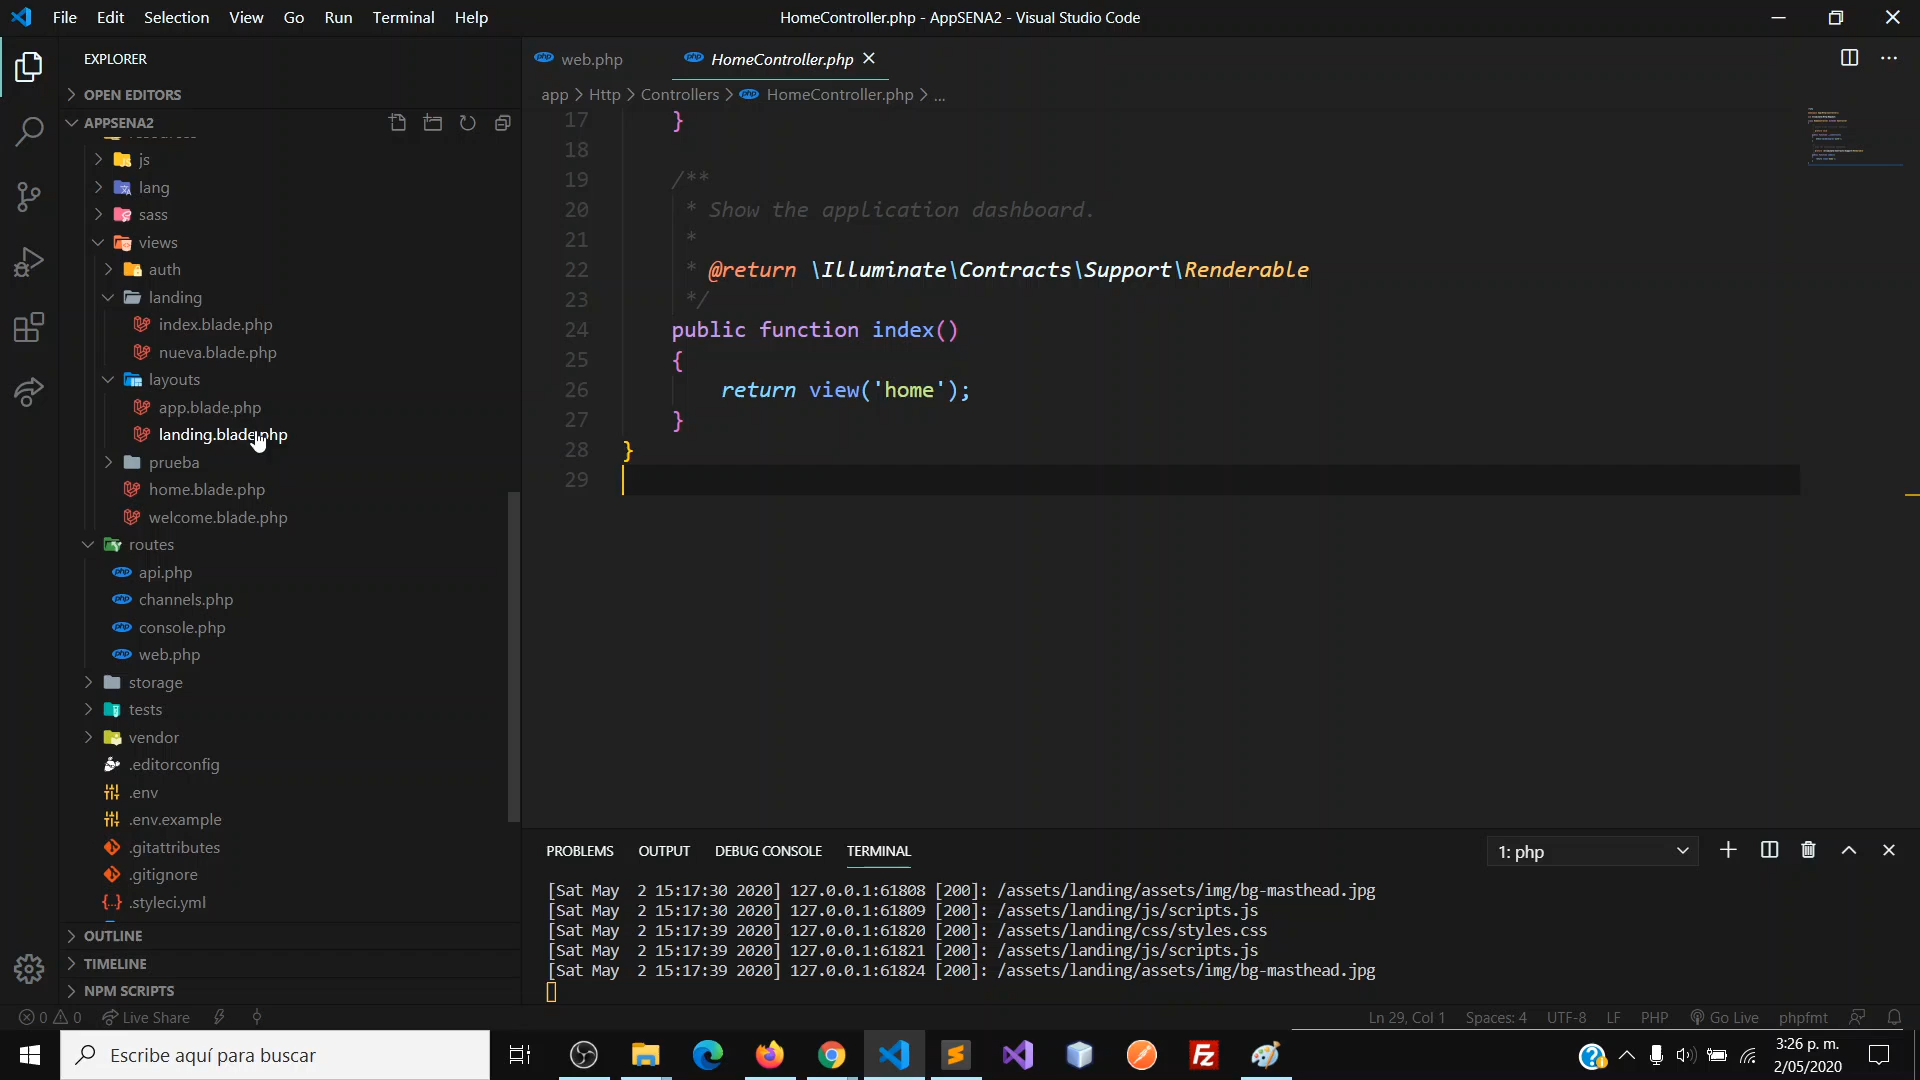 File Edit Selection View Go Run Terminal Help
HomeController.php - AppSENA2 - Visual Studio Code
EXPLORER
OPEN EDITORS
APPSENA2
js
lang
sass
views
auth
landing
index.blade.php
nueva.blade.php
layouts
app.blade.php
landing.blade.php
prueba
home.blade.php
welcome.blade.php
routes
api.php
channels.php
console.php
web.php
storage
tests
vendor
.editorconfig
.env
.env.example
.gitattributes
.gitignore
.styleci.yml
OUTLINE
TIMELINE
NPM SCRIPTS
web.php HomeController.php
app > Http > Controllers > HomeController.php > ...
17 }
18
19 /**
20 * Show the application dashboard.
21 *
22 * @return \Illuminate\Contracts\Support\Renderable
23 */
24 public function index()
25 {
26 return view('home');
27 }
28 }
29
PROBLEMS OUTPUT DEBUG CONSOLE TERMINAL
1: php
[Sat May 2 15:17:30 2020] 127.0.0.1:61808 [200]: /assets/landing/assets/img/bg-masthead.jpg
[Sat May 2 15:17:30 2020] 127.0.0.1:61809 [200]: /assets/landing/js/scripts.js
[Sat May 2 15:17:39 2020] 127.0.0.1:61820 [200]: /assets/landing/css/styles.css
[Sat May 2 15:17:39 2020] 127.0.0.1:61821 [200]: /assets/landing/js/scripts.js
[Sat May 2 15:17:39 2020] 127.0.0.1:61824 [200]: /assets/landing/assets/img/bg-masthead.jpg
0 0 Live Share
Ln 29, Col 1 Spaces: 4 UTF-8 LF PHP Go Live phpfmt
Escribe aquí para buscar
3:26 p. m.
2/05/2020